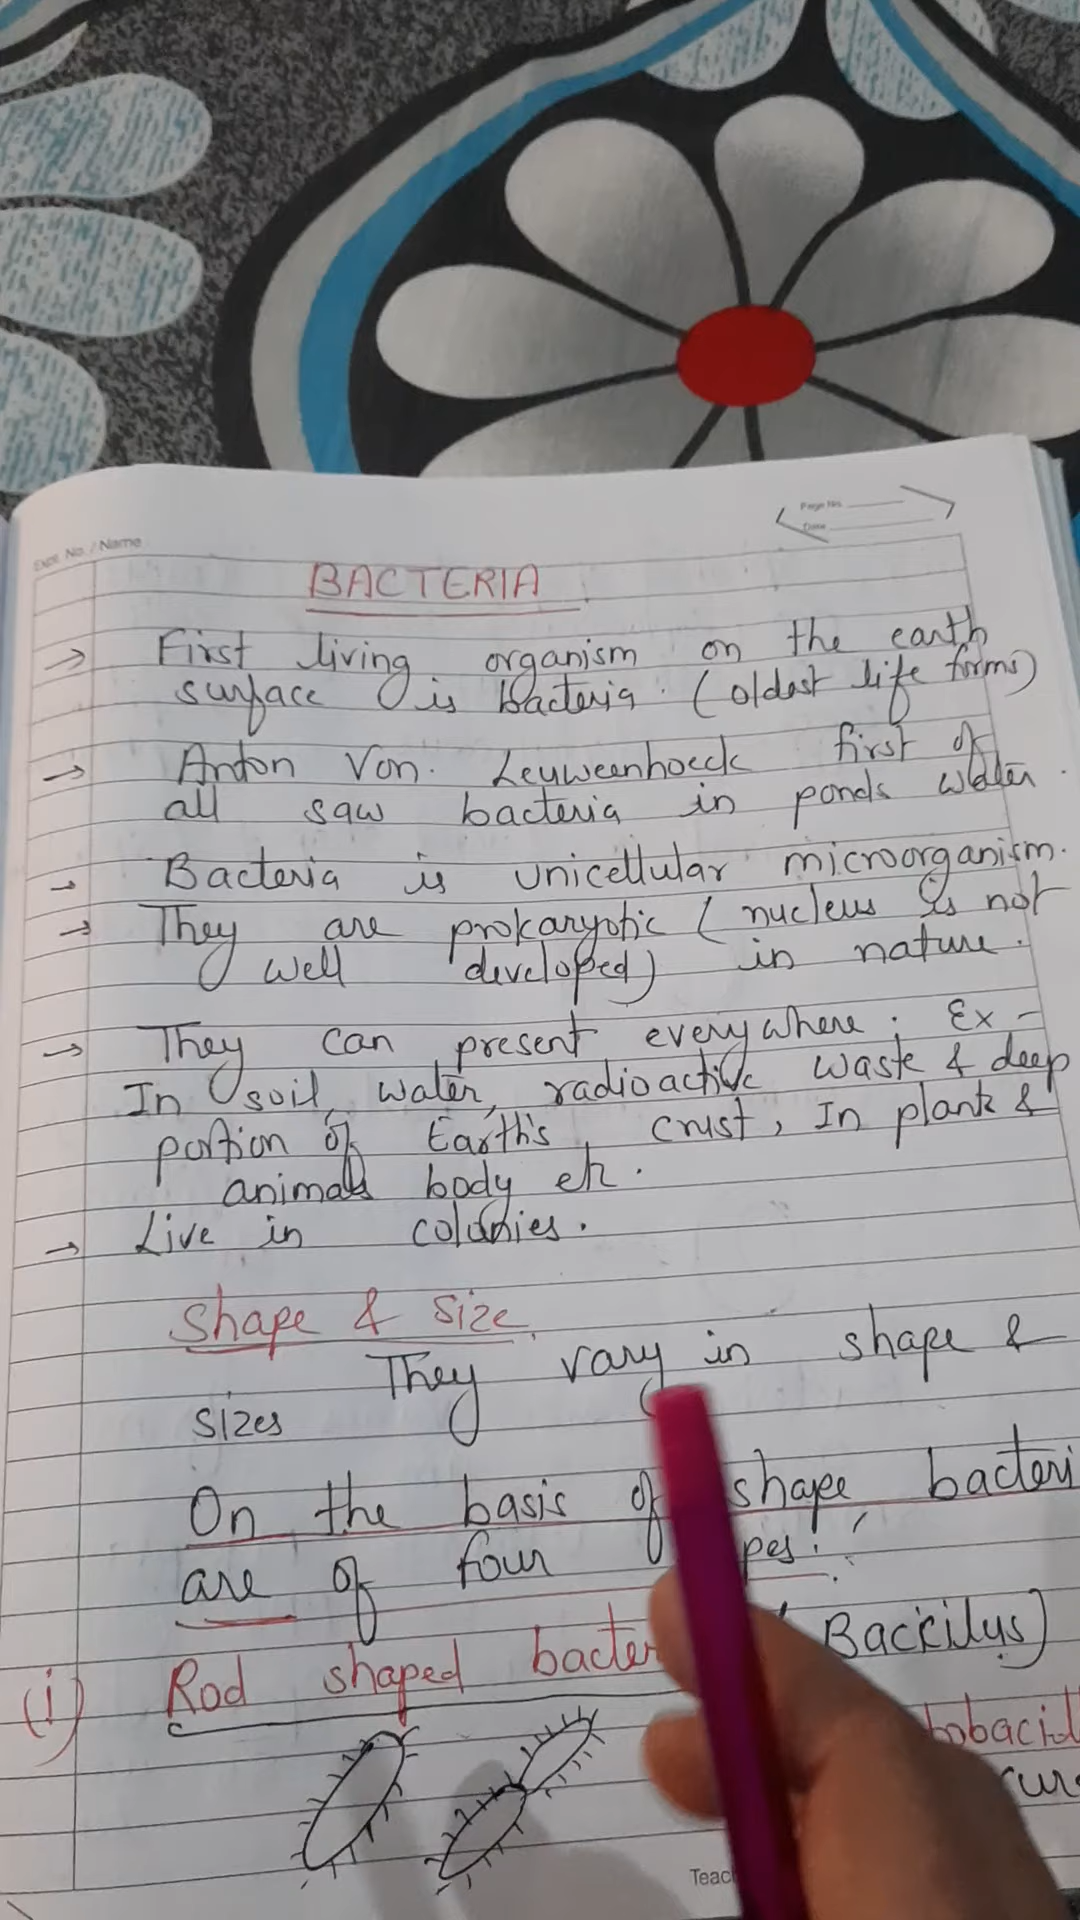 Page No.
Date
Expt. No. / Name
BACTERIA
→ First living organism on the earth
surface is bacteria. (oldest life forms)
→ Anton Von. Leuweenhoeck first of
all saw bacteria in ponds water.
→ Bacteria is unicellular microorganism.
→ They are prokaryotic (nucleus is not
well developed) in nature.
→ They can present everywhere. Ex -
In soil, water, radioactive waste & deep
portion of Earth's, crust, In plants &
animals body etc.
→ Live in colonies.
Shape & Size.
They vary in shape &
sizes
On the basis of shape bacteri
are of four pes.
(i) Rod shaped bacter Bacillus)
Teac